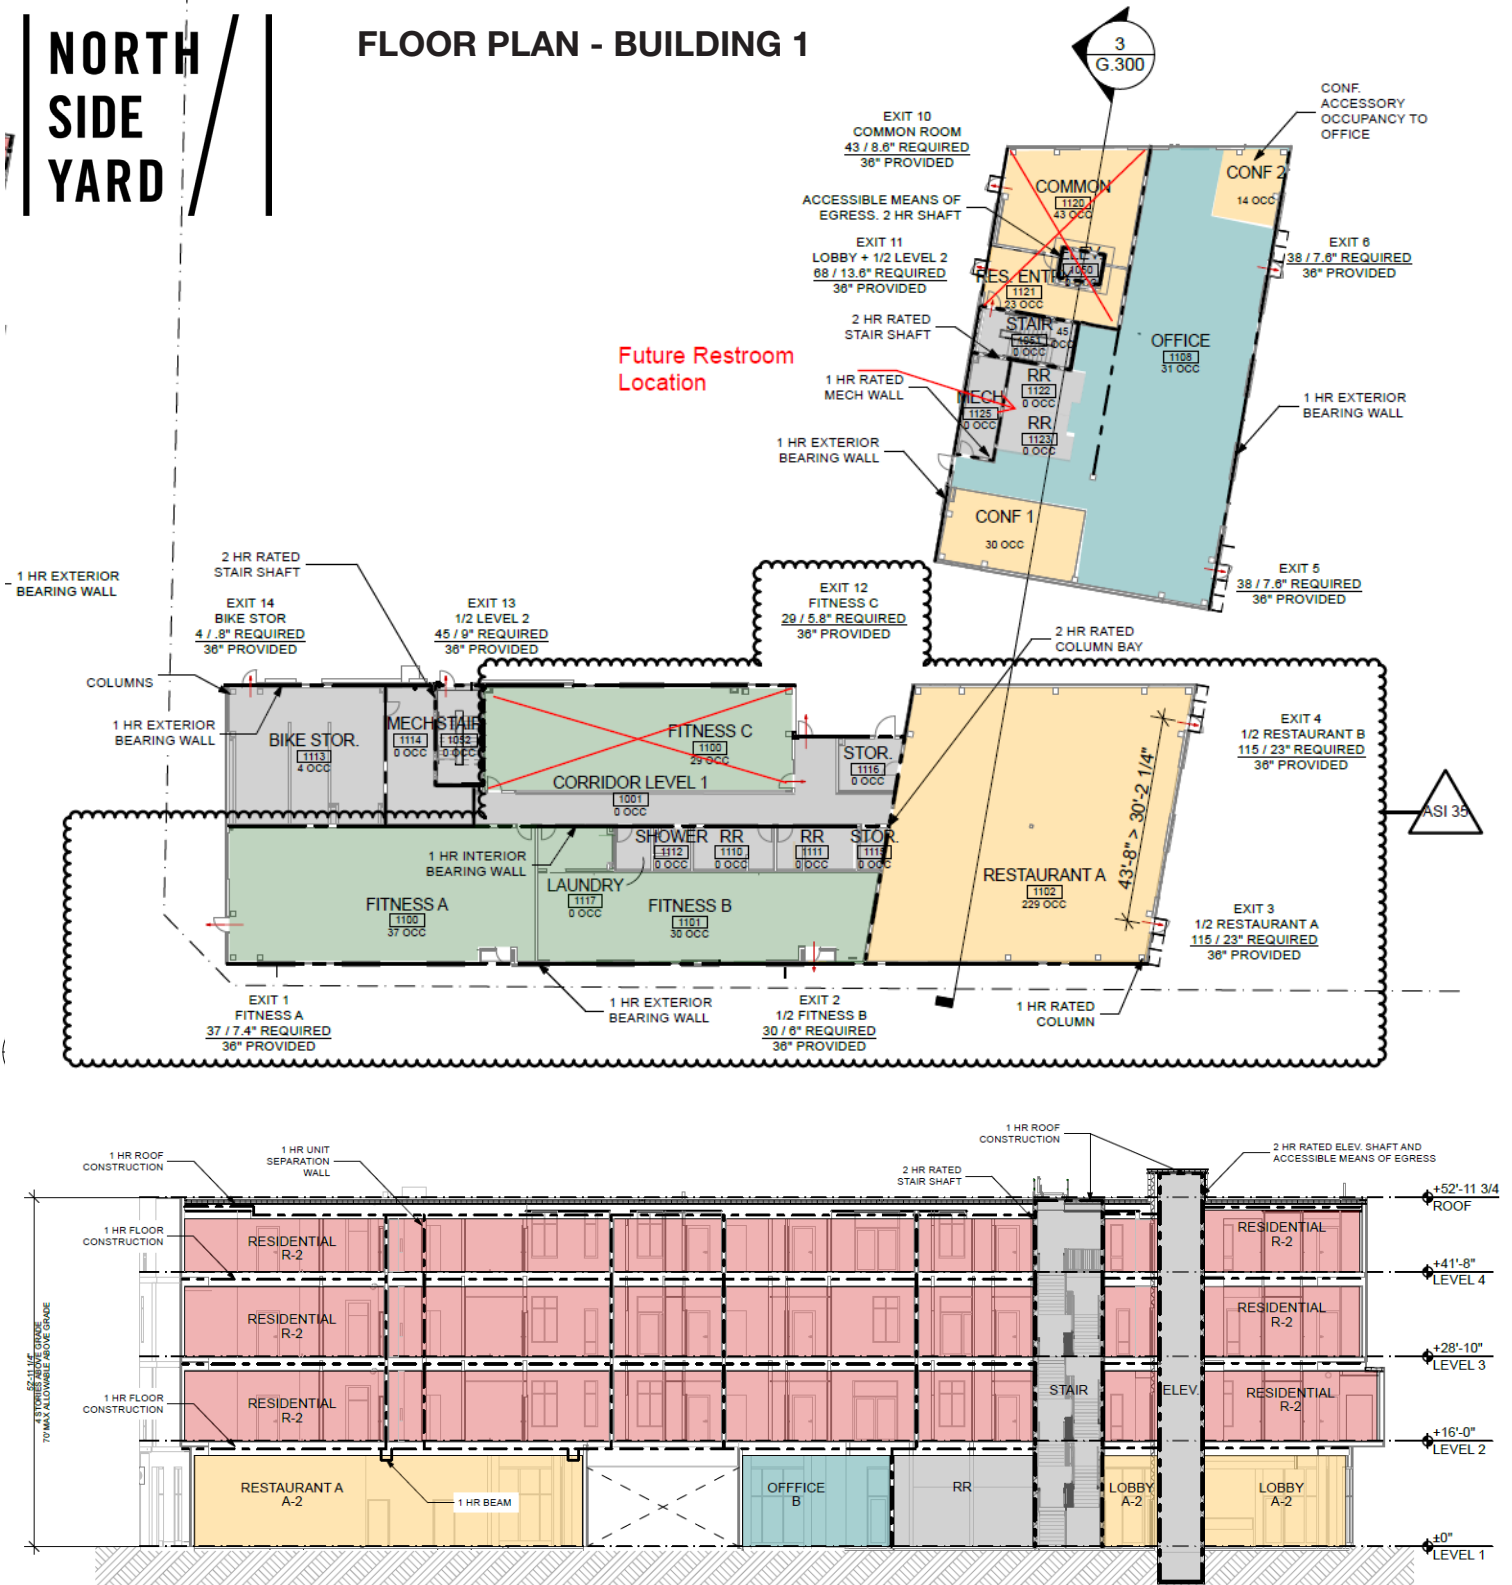 NORTH
SIDE
YARD
FLOOR PLAN - BUILDING 1
3
G.300
CONF.
ACCESSORY
OCCUPANCY TO
OFFICE
EXIT 10
COMMON ROOM
43 / 8.6" REQUIRED
36" PROVIDED
ACCESSIBLE MEANS OF
EGRESS. 2 HR SHAFT
EXIT 11
LOBBY + 1/2 LEVEL 2
68 / 13.6" REQUIRED
36" PROVIDED
2 HR RATED
STAIR SHAFT
1 HR RATED
MECH WALL
1 HR EXTERIOR
BEARING WALL
Future Restroom
Location
COMMON
1120
43 OCC
CONF 2
14 OCC
1050
RES. ENT
1121
23 OCC
STAIR
1051
0 OCC
45
OCC
OFFICE
1108
31 OCC
RR
1122
0 OCC
MECH
1125
0 OCC
RR
1123
0 OCC
CONF 1
30 OCC
EXIT 6
38 / 7.6" REQUIRED
36" PROVIDED
1 HR EXTERIOR
BEARING WALL
EXIT 5
38 / 7.6" REQUIRED
36" PROVIDED
1 HR EXTERIOR
BEARING WALL
2 HR RATED
STAIR SHAFT
EXIT 14
BIKE STOR
4 / .8" REQUIRED
36" PROVIDED
EXIT 13
1/2 LEVEL 2
45 / 9" REQUIRED
36" PROVIDED
EXIT 12
FITNESS C
29 / 5.8" REQUIRED
36" PROVIDED
2 HR RATED
COLUMN BAY
COLUMNS
1 HR EXTERIOR
BEARING WALL
BIKE STOR.
1113
4 OCC
MECH
1114
0 OCC
STAIR
1052
0 OCC
FITNESS C
1100
29 OCC
CORRIDOR LEVEL 1
1001
0 OCC
STOR.
1116
0 OCC
EXIT 4
1/2 RESTAURANT B
115 / 23" REQUIRED
36" PROVIDED
43'-8" > 30'-2 1/4"
ASI 35
1 HR INTERIOR
BEARING WALL
SHOWER
1112
0 OCC
RR
1110
0 OCC
RR
1111
0 OCC
STOR.
1115
0 OCC
LAUNDRY
1117
0 OCC
FITNESS A
1100
37 OCC
FITNESS B
1101
30 OCC
RESTAURANT A
1102
229 OCC
EXIT 3
1/2 RESTAURANT A
115 / 23" REQUIRED
36" PROVIDED
EXIT 1
FITNESS A
37 / 7.4" REQUIRED
36" PROVIDED
1 HR EXTERIOR
BEARING WALL
EXIT 2
1/2 FITNESS B
30 / 6" REQUIRED
36" PROVIDED
1 HR RATED
COLUMN
1 HR ROOF
CONSTRUCTION
1 HR UNIT
SEPARATION
WALL
2 HR RATED
STAIR SHAFT
1 HR ROOF
CONSTRUCTION
2 HR RATED ELEV. SHAFT AND
ACCESSIBLE MEANS OF EGRESS
+52'-11 3/4
ROOF
1 HR FLOOR
CONSTRUCTION
RESIDENTIAL
R-2
RESIDENTIAL
R-2
+41'-8"
LEVEL 4
RESIDENTIAL
R-2
RESIDENTIAL
R-2
+28'-10"
LEVEL 3
52'-11 1/4"
4 STORIES ABOVE GRADE
70' MAX ALLOWABLE ABOVE GRADE
1 HR FLOOR
CONSTRUCTION
RESIDENTIAL
R-2
STAIR
ELEV.
RESIDENTIAL
R-2
+16'-0"
LEVEL 2
RESTAURANT A
A-2
1 HR BEAM
OFFFICE
B
RR
LOBBY
A-2
LOBBY
A-2
±0"
LEVEL 1